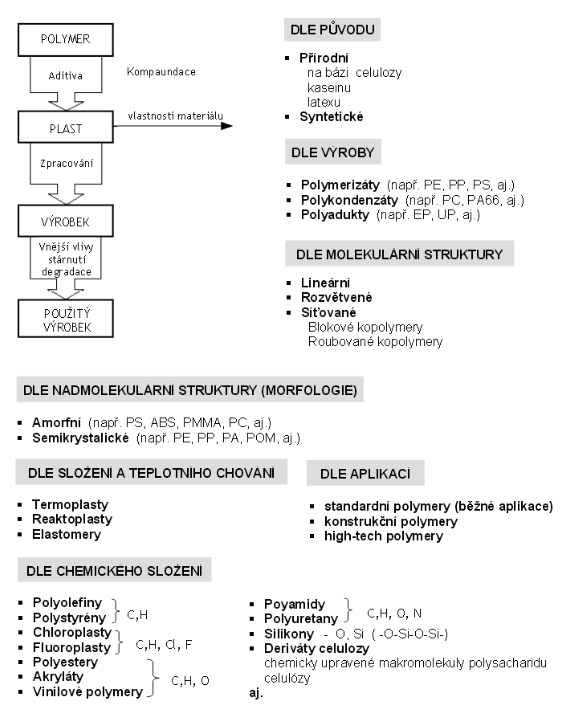 POLYMER
Aditiva
Kompaundace
PLAST
vlastnosti materiálu
Zpracování
VÝROBEK
Vnější vlivy
stárnutí
degradace
POUŽITÝ
VÝROBEK
DLE PŮVODU
▪ Přírodní
na bázi celulozy
kaseinu
latexu
▪ Syntetické
DLE VÝROBY
▪ Polymerizáty (např. PE, PP, PS, aj.)
▪ Polykondenzáty (např. PC, PA66, aj.)
▪ Polyadukty (např. EP, UP, aj.)
DLE MOLEKULÁRNÍ STRUKTURY
▪ Lineární
▪ Rozvětvené
▪ Síťované
Blokové kopolymery
Roubované kopolymery
DLE NADMOLEKULÁRNÍ STRUKTURY (MORFOLOGIE)
▪ Amorfní (např. PS, ABS, PMMA, PC, aj.)
▪ Semikrystalické (např. PE, PP, PA, POM, aj.)
DLE SLOŽENÍ A TEPLOTNÍHO CHOVÁNÍ
▪ Termoplasty
▪ Reaktoplasty
▪ Elastomery
DLE APLIKACÍ
▪ standardní polymery (běžné aplikace)
▪ konstrukční polymery
▪ high-tech polymery
DLE CHEMICKÉHO SLOŽENÍ
▪ Polyolefiny
▪ Polystyrény
C,H
▪ Chloroplasty
▪ Fluoroplasty
C,H, Cl, F
▪ Polyestery
▪ Akryláty
▪ Vinilové polymery
C,H, O
▪ Poyamidy
▪ Polyuretany
C,H, O, N
▪ Silikony - O, Si ( -O-Si-O-Si-)
▪ Deriváty celulozy
chemicky upravené makromolekuly polysacharidu
celulózy
aj.